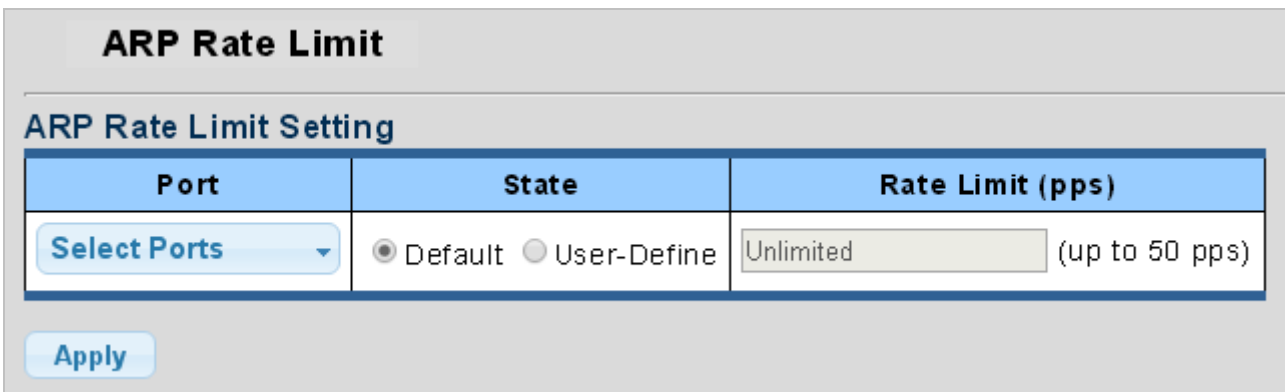 ARP Rate Limit
ARP Rate Limit Setting
Port State Rate Limit (pps)
Select Ports Default User-Define Unlimited (up to 50 pps)
Apply